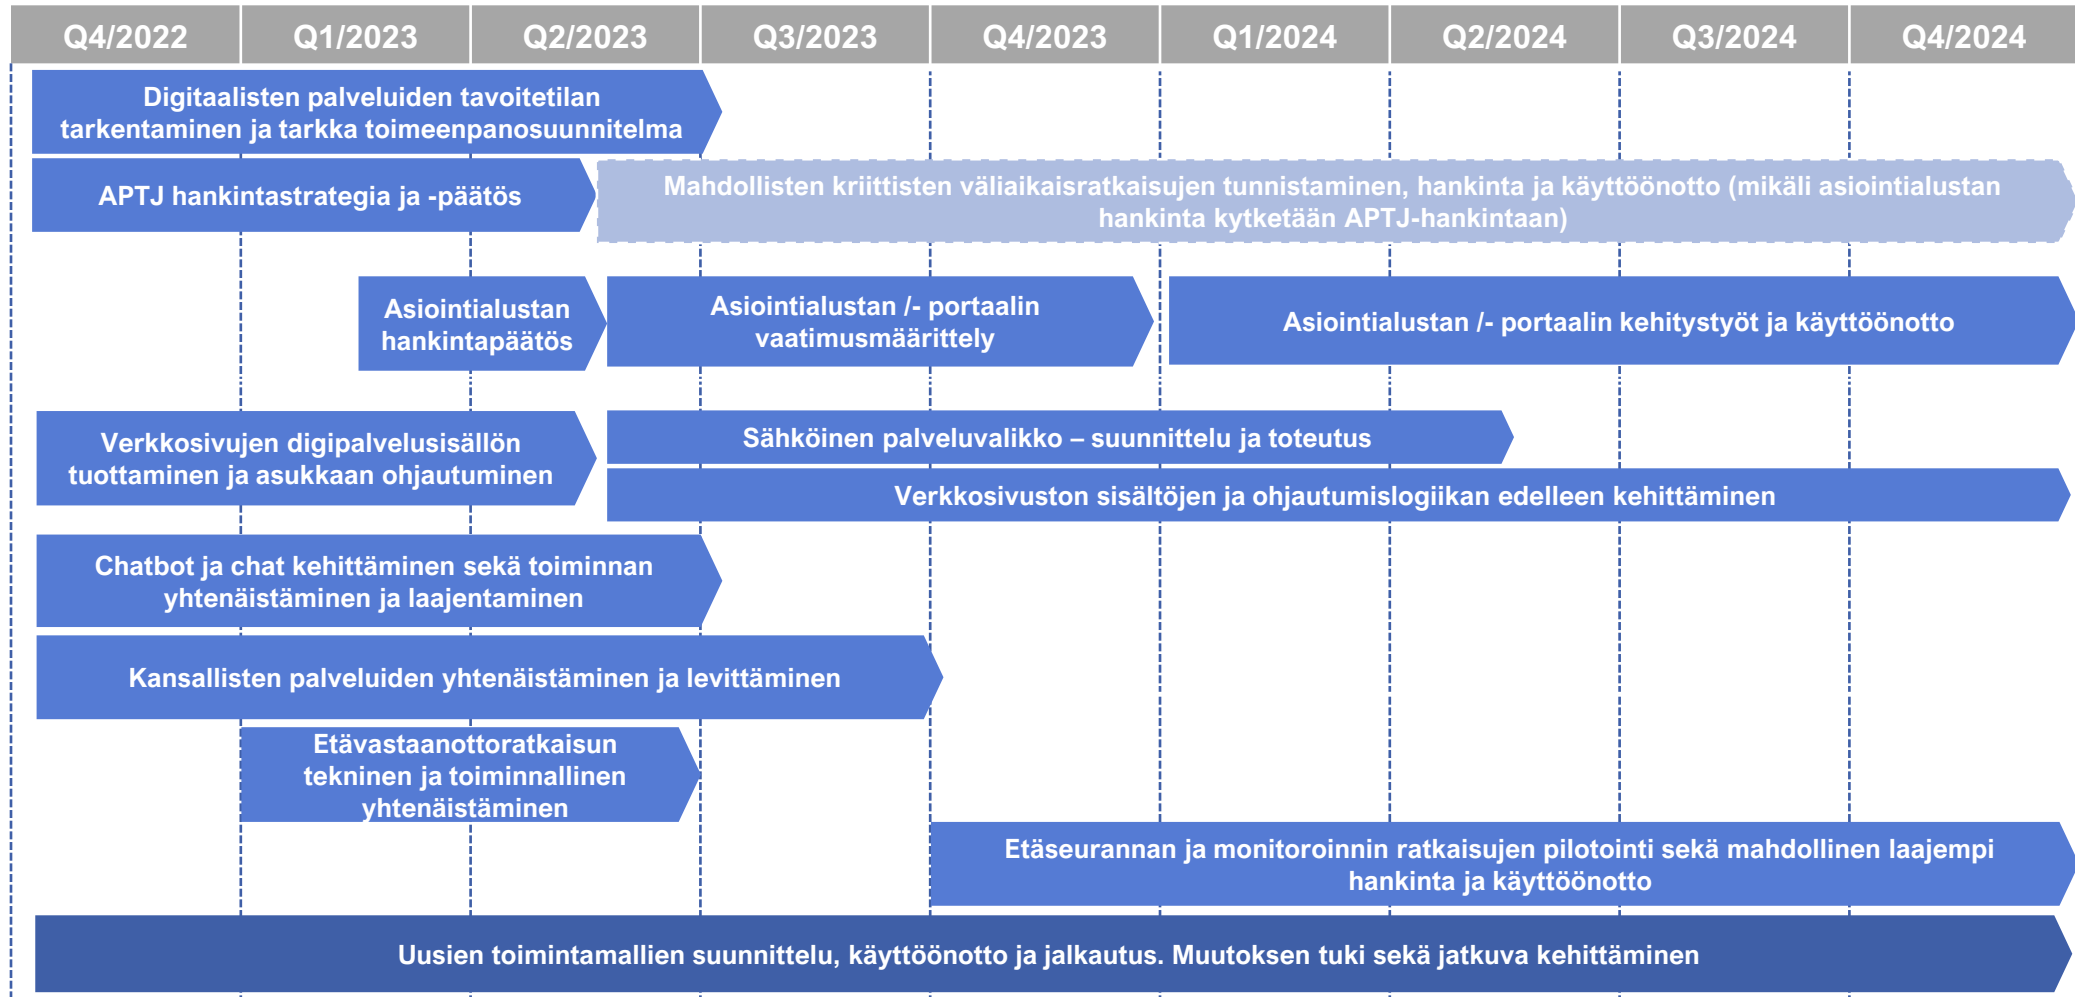 Q4/2022
Q1/2023
Q2/2023
Q3/2023
Q4/2023
Q1/2024
Q2/2024
Q3/2024
Q4/2024
Digitaalisten palveluiden tavoitetilan
tarkentaminen ja tarkka toimeenpanosuunnitelma
APTJ hankintastrategia ja -päätös
Mahdollisten kriittisten väliaikaisratkaisujen tunnistaminen, hankinta ja käyttöönotto (mikäli asiointialustan
hankinta kytketään APTJ-hankintaan)
Asiointialustan
hankintapäätös
Asiointialustan /- portaalin
vaatimusmäärittely
Asiointialustan /- portaalin kehitystyöt ja käyttöönotto
Verkkosivujen digipalvelusisällön
tuottaminen ja asukkaan ohjautuminen
Sähköinen palveluvalikko – suunnittelu ja toteutus
Verkkosivuston sisältöjen ja ohjautumislogiikan edelleen kehittäminen
Chatbot ja chat kehittäminen sekä toiminnan
yhtenäistäminen ja laajentaminen
Kansallisten palveluiden yhtenäistäminen ja levittäminen
Etävastaanottoratkaisun
tekninen ja toiminnallinen
yhtenäistäminen
Etäseurannan ja monitoroinnin ratkaisujen pilotointi sekä mahdollinen laajempi
hankinta ja käyttöönotto
Uusien toimintamallien suunnittelu, käyttöönotto ja jalkautus. Muutoksen tuki sekä jatkuva kehittäminen